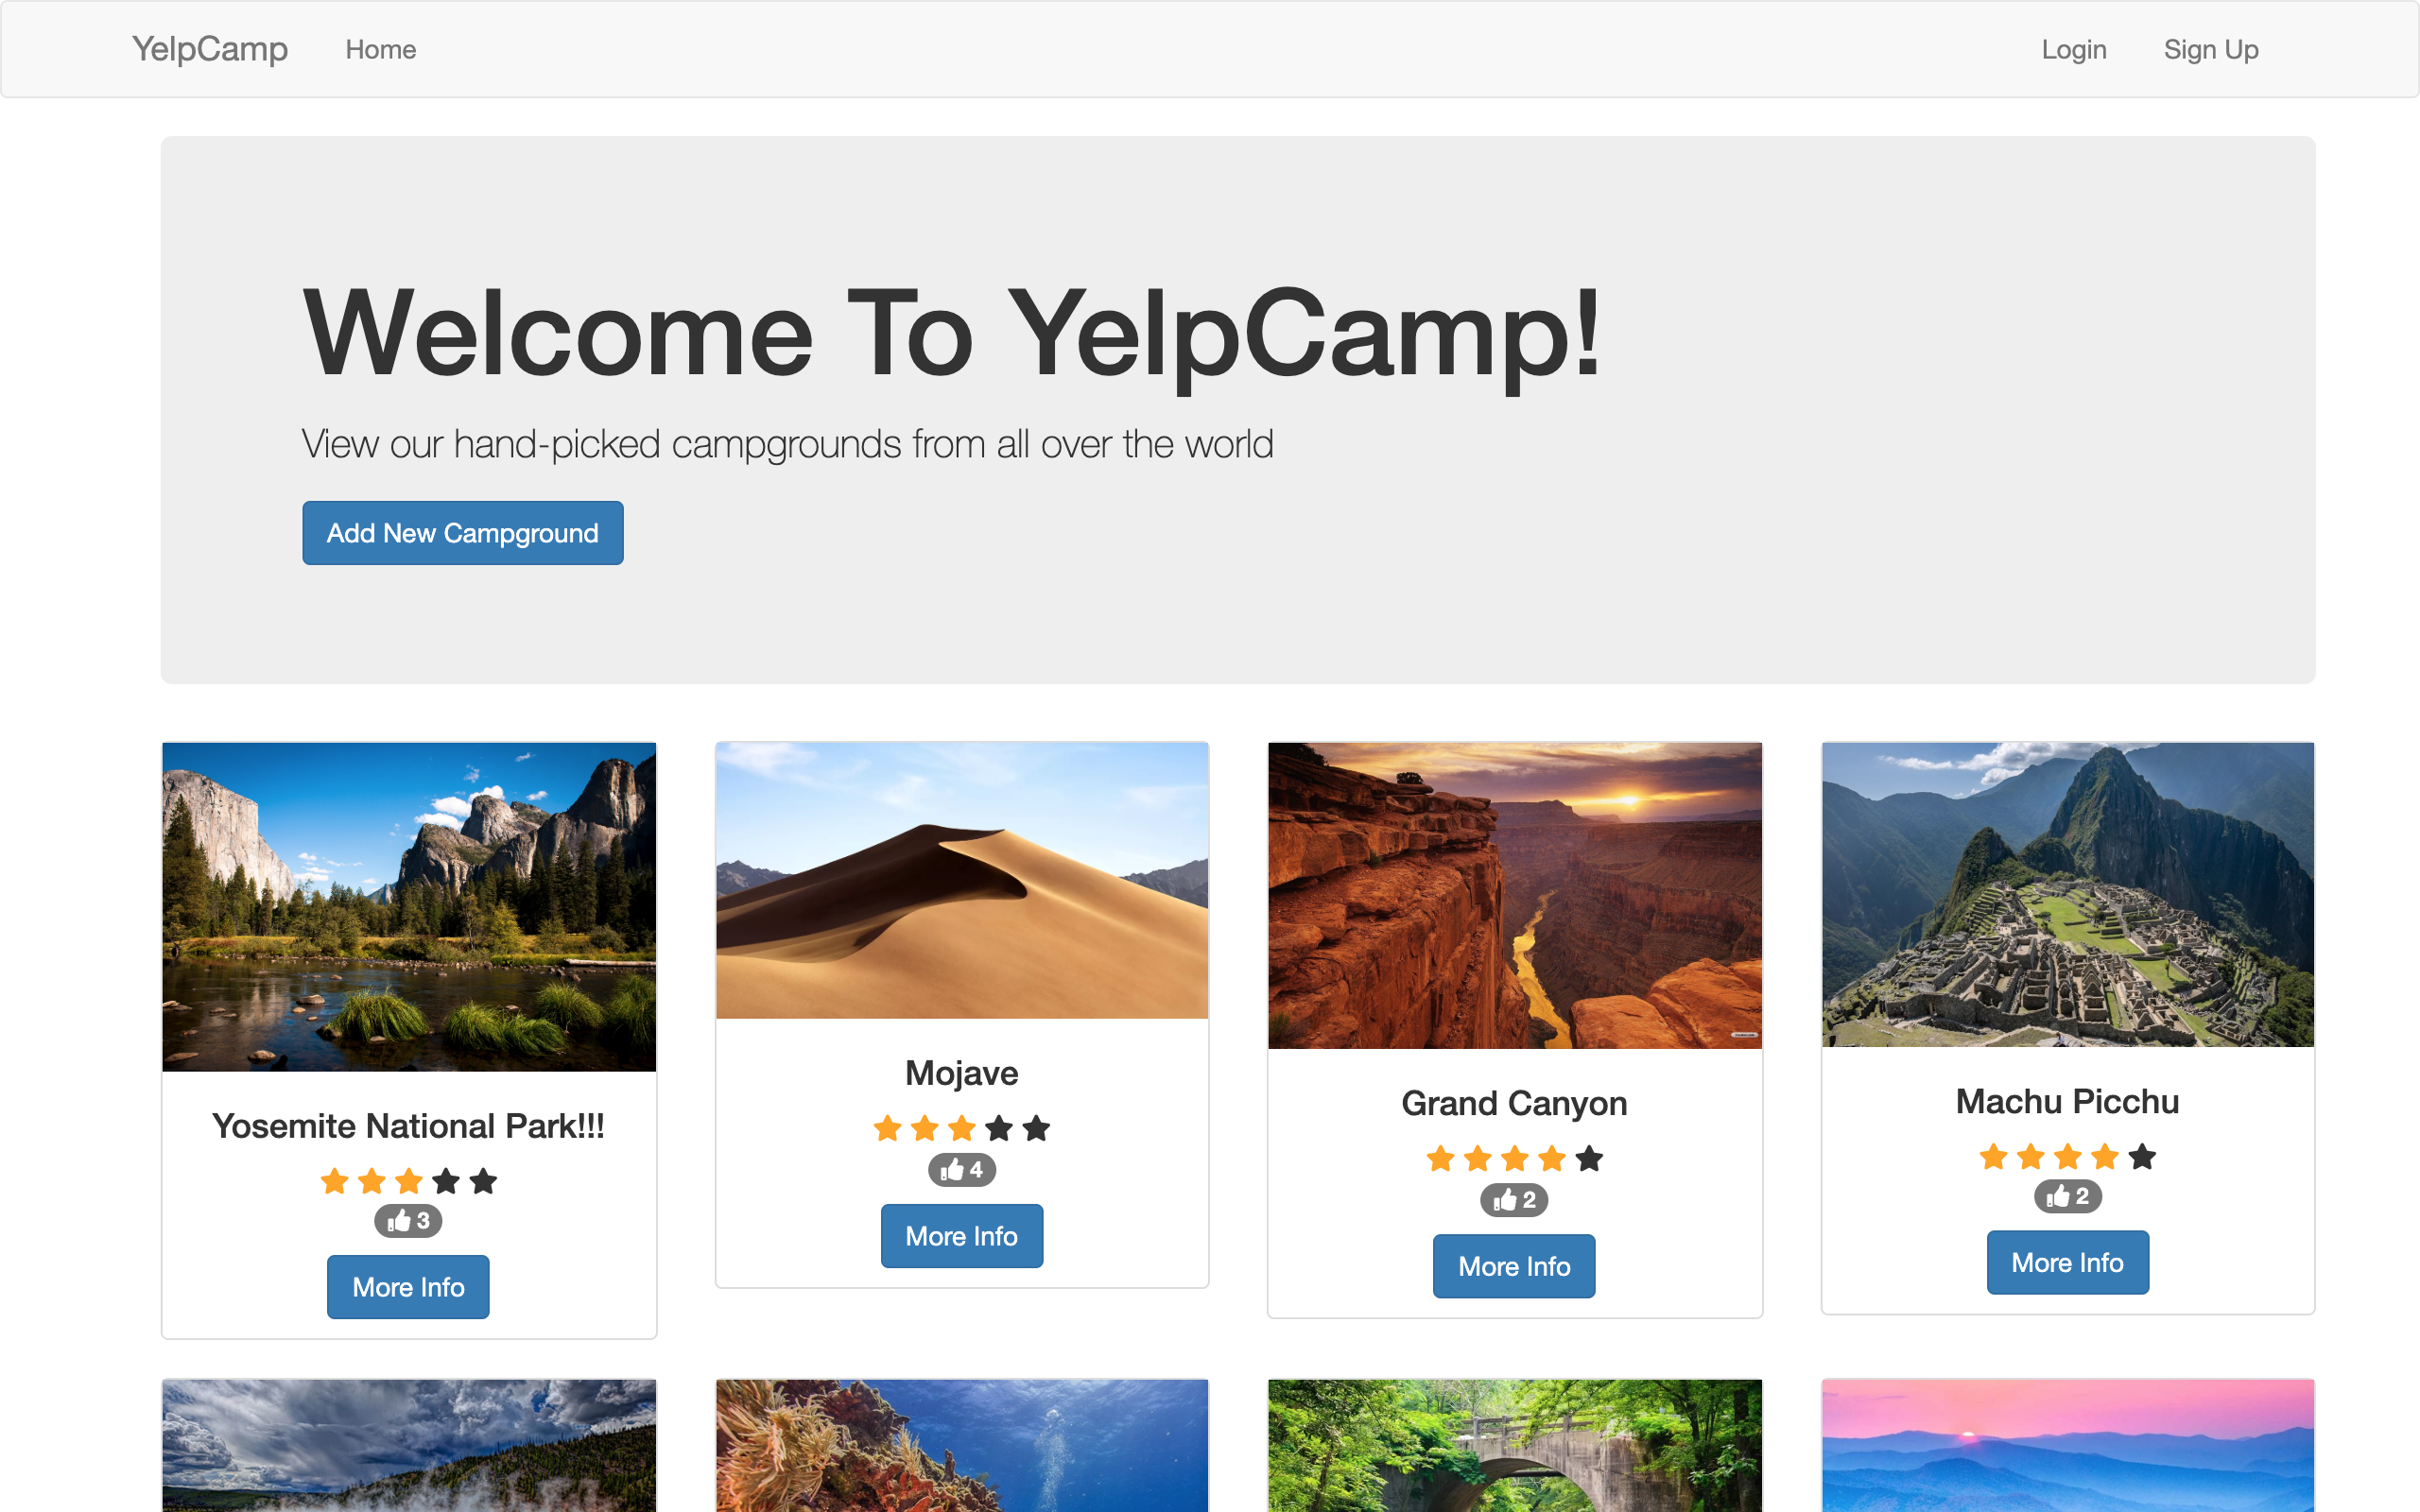 YelpCamp Home Login Sign Up
Welcome To YelpCamp!
View our hand-picked campgrounds from all over the world
Add New Campground
Yosemite National Park!!!
3
More Info
Mojave
4
More Info
Grand Canyon
2
More Info
Machu Picchu
2
More Info